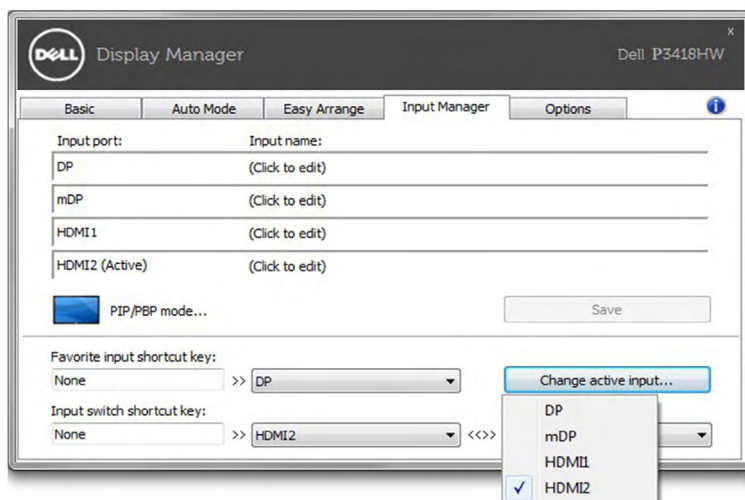 DELL Display Manager Dell P3418HW
x
Basic Auto Mode Easy Arrange Input Manager Options i
Input port: Input name:
DP (Click to edit)
mDP (Click to edit)
HDMI1 (Click to edit)
HDMI2 (Active) (Click to edit)
PIP/PBP mode... Save
Favorite input shortcut key:
None >> DP Change active input...
Input switch shortcut key:
None >> HDMI2 <<>>
DP
mDP
HDMI1
✓ HDMI2